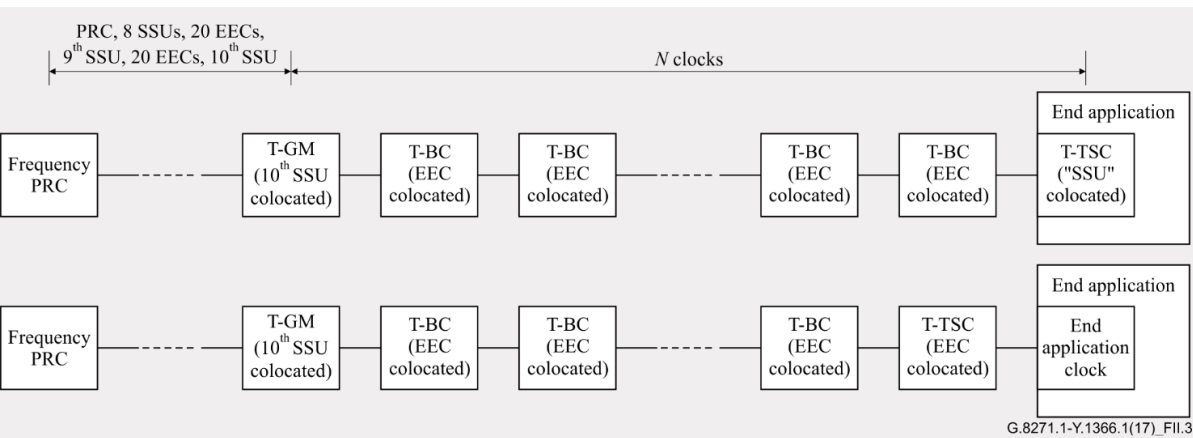 PRC, 8 SSUs, 20 EECs,
9th SSU, 20 EECs, 10th SSU
N clocks
End application
Frequency
PRC
T-GM
(10th SSU
colocated)
T-BC
(EEC
colocated)
T-BC
(EEC
colocated)
T-BC
(EEC
colocated)
T-BC
(EEC
colocated)
T-TSC
("SSU"
colocated)
End application
Frequency
PRC
T-GM
(10th SSU
colocated)
T-BC
(EEC
colocated)
T-BC
(EEC
colocated)
T-BC
(EEC
colocated)
T-TSC
(EEC
colocated)
End
application
clock
G.8271.1-Y.1366.1(17)_FII.3